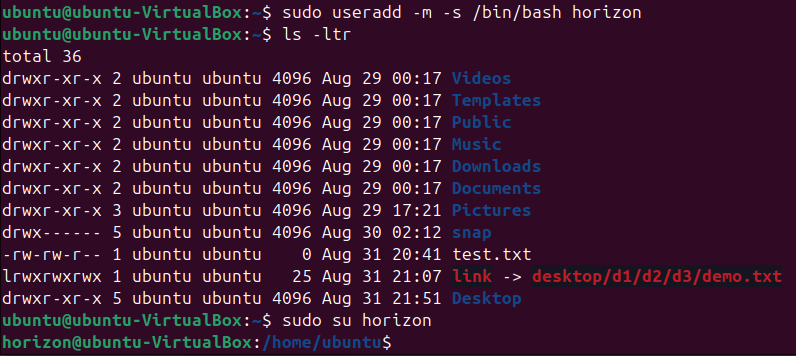 ubuntu@ubuntu-VirtualBox:~$ sudo useradd -m -s /bin/bash horizon
ubuntu@ubuntu-VirtualBox:~$ ls -ltr
total 36
drwxr-xr-x 2 ubuntu ubuntu 4096 Aug 29 00:17 Videos
drwxr-xr-x 2 ubuntu ubuntu 4096 Aug 29 00:17 Templates
drwxr-xr-x 2 ubuntu ubuntu 4096 Aug 29 00:17 Public
drwxr-xr-x 2 ubuntu ubuntu 4096 Aug 29 00:17 Music
drwxr-xr-x 2 ubuntu ubuntu 4096 Aug 29 00:17 Downloads
drwxr-xr-x 2 ubuntu ubuntu 4096 Aug 29 00:17 Documents
drwxr-xr-x 3 ubuntu ubuntu 4096 Aug 29 17:21 Pictures
drwx------ 5 ubuntu ubuntu 4096 Aug 30 02:12 snap
-rw-rw-r-- 1 ubuntu ubuntu    0 Aug 31 20:41 test.txt
lrwxrwxrwx 1 ubuntu ubuntu   25 Aug 31 21:07 link -> desktop/d1/d2/d3/demo.txt
drwxr-xr-x 5 ubuntu ubuntu 4096 Aug 31 21:51 Desktop
ubuntu@ubuntu-VirtualBox:~$ sudo su horizon
horizon@ubuntu-VirtualBox:/home/ubuntu$